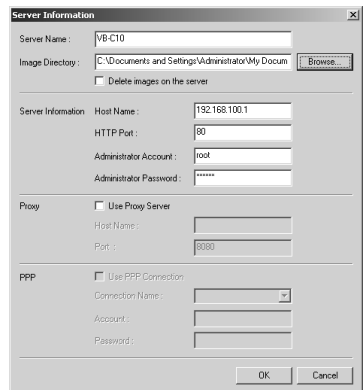 Server Information
Server Name : VB-C10
Image Directory : C:\Documents and Settings\Administrator\My Docum Browse...
Delete images on the server
Server Information Host Name : 192.168.100.1
HTTP Port : 80
Administrator Account : root
Administrator Password : ******
Proxy Use Proxy Server
Host Name :
Port : 8080
PPP Use PPP Connection
Connection Name :
Account :
Password :
OK Cancel